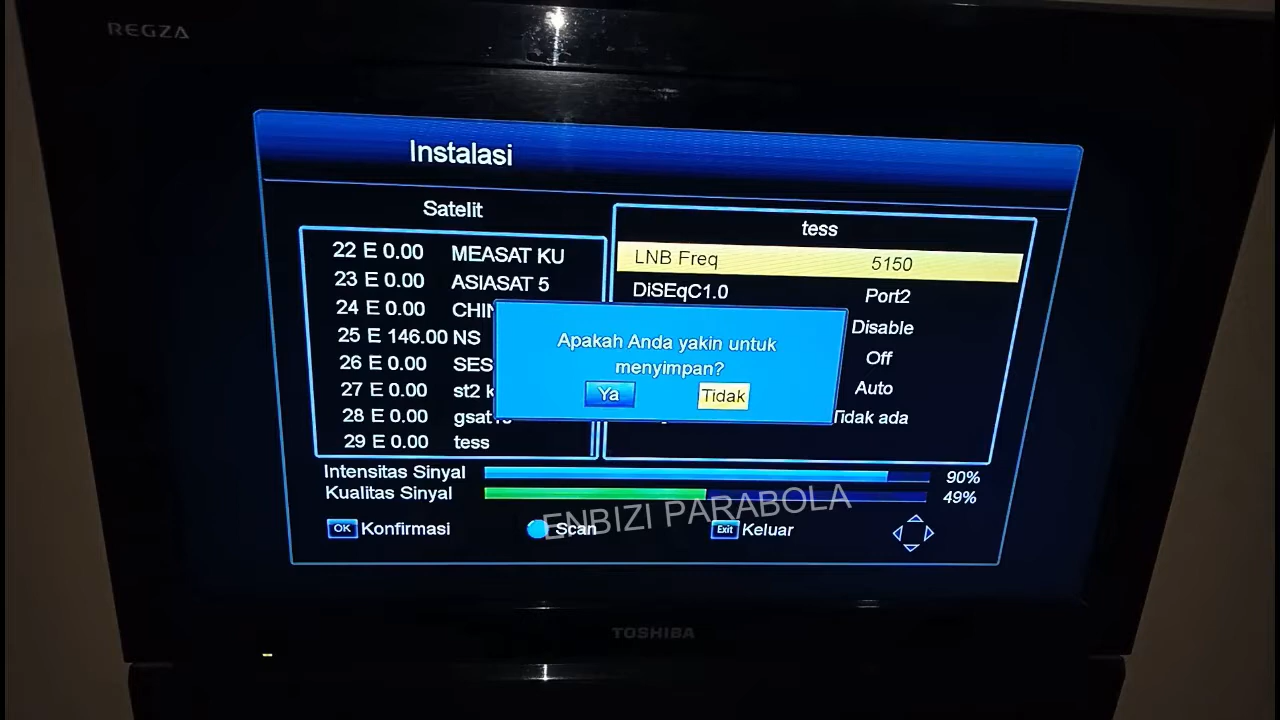 REGZA
Instalasi
Satelit
tess
22 E 0.00 MEASAT KU
23 E 0.00 ASIASAT 5
24 E 0.00
25 E 146.00 NS
26 E 0.00 SES
27 E 0.00 st2
28 E 0.00
29 E 0.00 tess
LNB Freq 5150
DiSEqC1.0 Port2
Disable
Off
Auto
Tidak ada
Apakah Anda yakin untuk
menyimpan?
Ya Tidak
Intensitas Sinyal 90%
Kualitas Sinyal 49%
ENBIZI PARABOLA
OK Konfirmasi Scan Exit Keluar
TOSHIBA